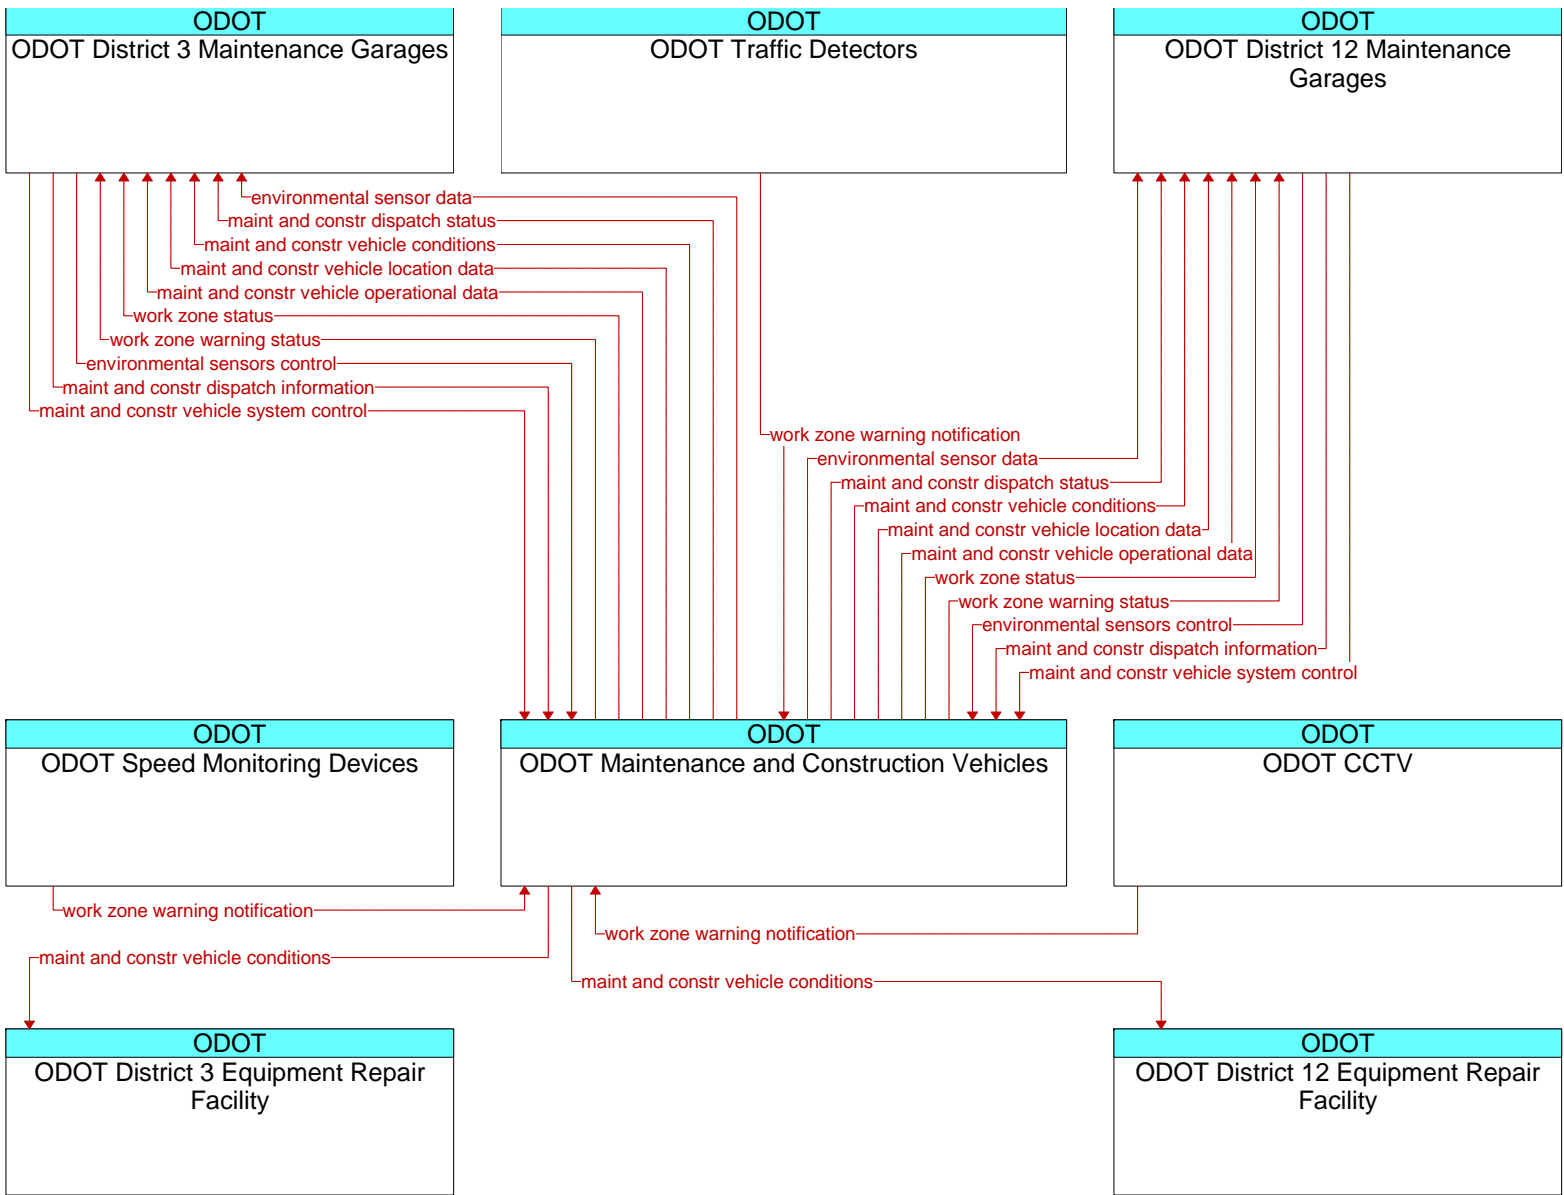 ODOT
ODOT District 3 Maintenance Garages
ODOT
ODOT Traffic Detectors
ODOT
ODOT District 12 Maintenance
Garages
environmental sensor data
maint and constr dispatch status
maint and constr vehicle conditions
maint and constr vehicle location data
maint and constr vehicle operational data
work zone status
work zone warning status
environmental sensors control
maint and constr dispatch information
maint and constr vehicle system control
work zone warning notification
environmental sensor data
maint and constr dispatch status
maint and constr vehicle conditions
maint and constr vehicle location data
maint and constr vehicle operational data
work zone status
work zone warning status
environmental sensors control
maint and constr dispatch information
maint and constr vehicle system control
ODOT
ODOT Speed Monitoring Devices
ODOT
ODOT Maintenance and Construction Vehicles
ODOT
ODOT CCTV
work zone warning notification
work zone warning notification
maint and constr vehicle conditions
maint and constr vehicle conditions
ODOT
ODOT District 3 Equipment Repair
Facility
ODOT
ODOT District 12 Equipment Repair
Facility